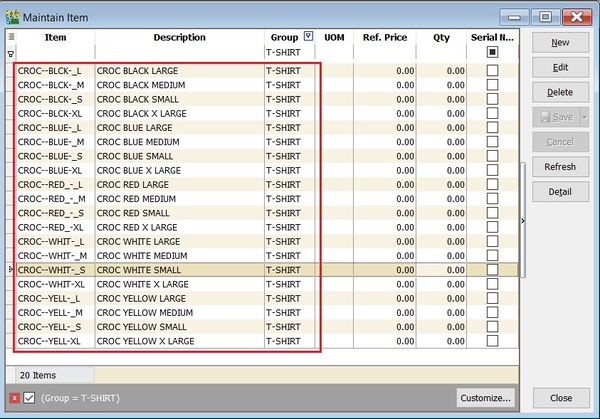 Maintain Item
Item Description Group UOM Ref. Price Qty Serial N...
T-SHIRT
CROC--BLCK-_L CROC BLACK LARGE T-SHIRT 0.00 0.00
CROC--BLCK-_M CROC BLACK MEDIUM T-SHIRT 0.00 0.00
CROC--BLCK-_S CROC BLACK SMALL T-SHIRT 0.00 0.00
CROC--BLCK-XL CROC BLACK X LARGE T-SHIRT 0.00 0.00
CROC--BLUE-_L CROC BLUE LARGE T-SHIRT 0.00 0.00
CROC--BLUE-_M CROC BLUE MEDIUM T-SHIRT 0.00 0.00
CROC--BLUE-_S CROC BLUE SMALL T-SHIRT 0.00 0.00
CROC--BLUE-XL CROC BLUE X LARGE T-SHIRT 0.00 0.00
CROC--RED_-_L CROC RED LARGE T-SHIRT 0.00 0.00
CROC--RED_-_M CROC RED MEDIUM T-SHIRT 0.00 0.00
CROC--RED_-_S CROC RED SMALL T-SHIRT 0.00 0.00
CROC--RED_-XL CROC RED X LARGE T-SHIRT 0.00 0.00
CROC--WHIT-_L CROC WHITE LARGE T-SHIRT 0.00 0.00
CROC--WHIT-_M CROC WHITE MEDIUM T-SHIRT 0.00 0.00
CROC--WHIT-_S CROC WHITE SMALL T-SHIRT 0.00 0.00
CROC--WHIT-XL CROC WHITE X LARGE T-SHIRT 0.00 0.00
CROC--YELL-_L CROC YELLOW LARGE T-SHIRT 0.00 0.00
CROC--YELL-_M CROC YELLOW MEDIUM T-SHIRT 0.00 0.00
CROC--YELL-_S CROC YELLOW SMALL T-SHIRT 0.00 0.00
CROC--YELL-XL CROC YELLOW X LARGE T-SHIRT 0.00 0.00
20 Items
(Group = T-SHIRT)
Customize...
New
Edit
Delete
Save
Cancel
Refresh
Detail
Close